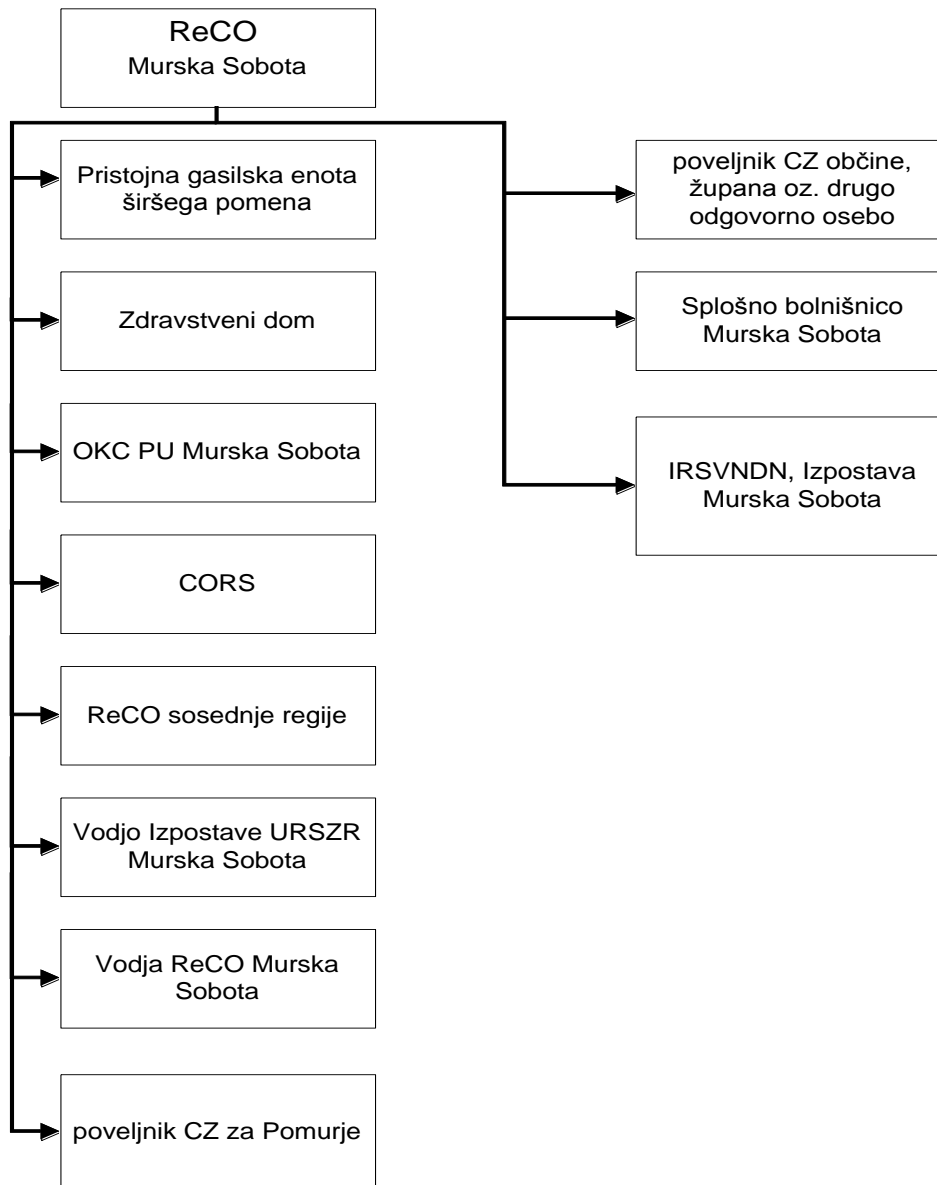 ReCO
Murska Sobota
Pristojna gasilska enota
širšega pomena
Zdravstveni dom
OKC PU Murska Sobota
CORS
ReCO sosednje regije
Vodjo Izpostave URSZR
Murska Sobota
Vodja ReCO Murska
Sobota
poveljnik CZ za Pomurje
poveljnik CZ občine,
župana oz. drugo
odgovorno osebo
Splošno bolnišnico
Murska Sobota
IRSVNDN, Izpostava
Murska Sobota